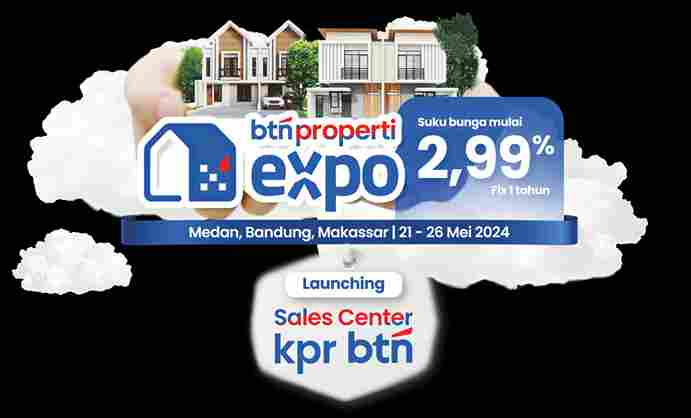 btn properti
expo
Suku bunga mulai
2,99%
Fix 1 tahun
Medan, Bandung, Makassar | 21 - 26 Mei 2024
Launching
Sales Center
kpr btn